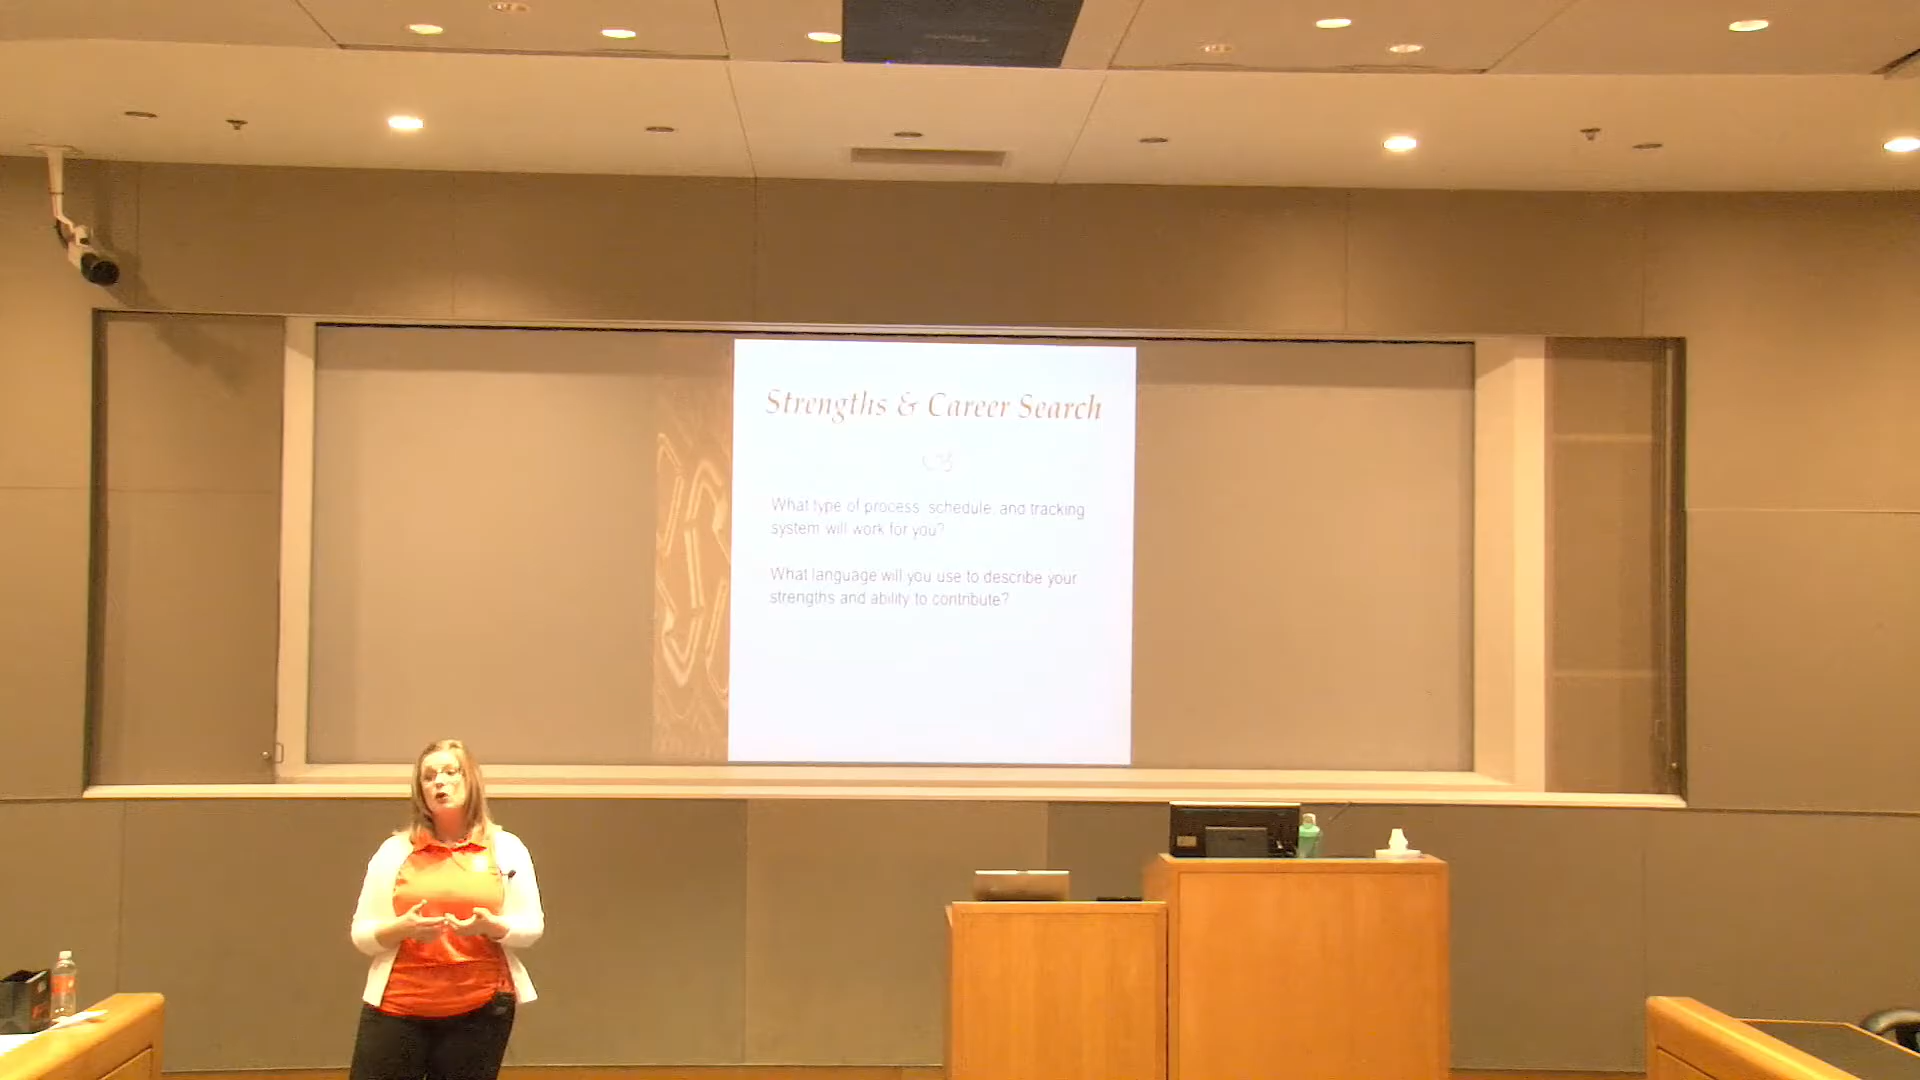 Strengths & Career Search
What type of process, schedule, and tracking
system will work for you?
What language will you use to describe your
strengths and ability to contribute?